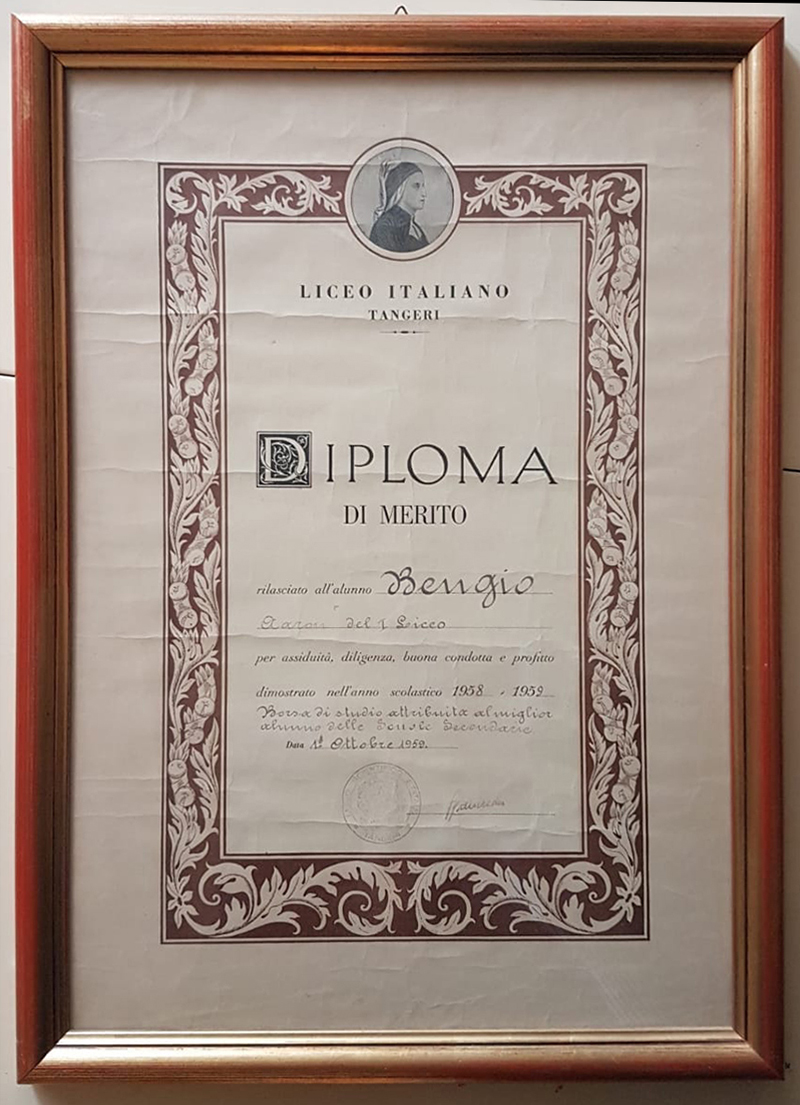 LICEO ITALIANO
TANGERI
DIPLOMA
DI MERITO
rilasciato all'alunno Bengio
Aaron del I Liceo
per assiduità, diligenza, buona condotta e profitto
dimostrato nell'anno scolastico 1958 - 1959
Borsa di studio attribuita al miglior
alunno delle Scuole Secondarie
Data 1º Ottobre 1959.